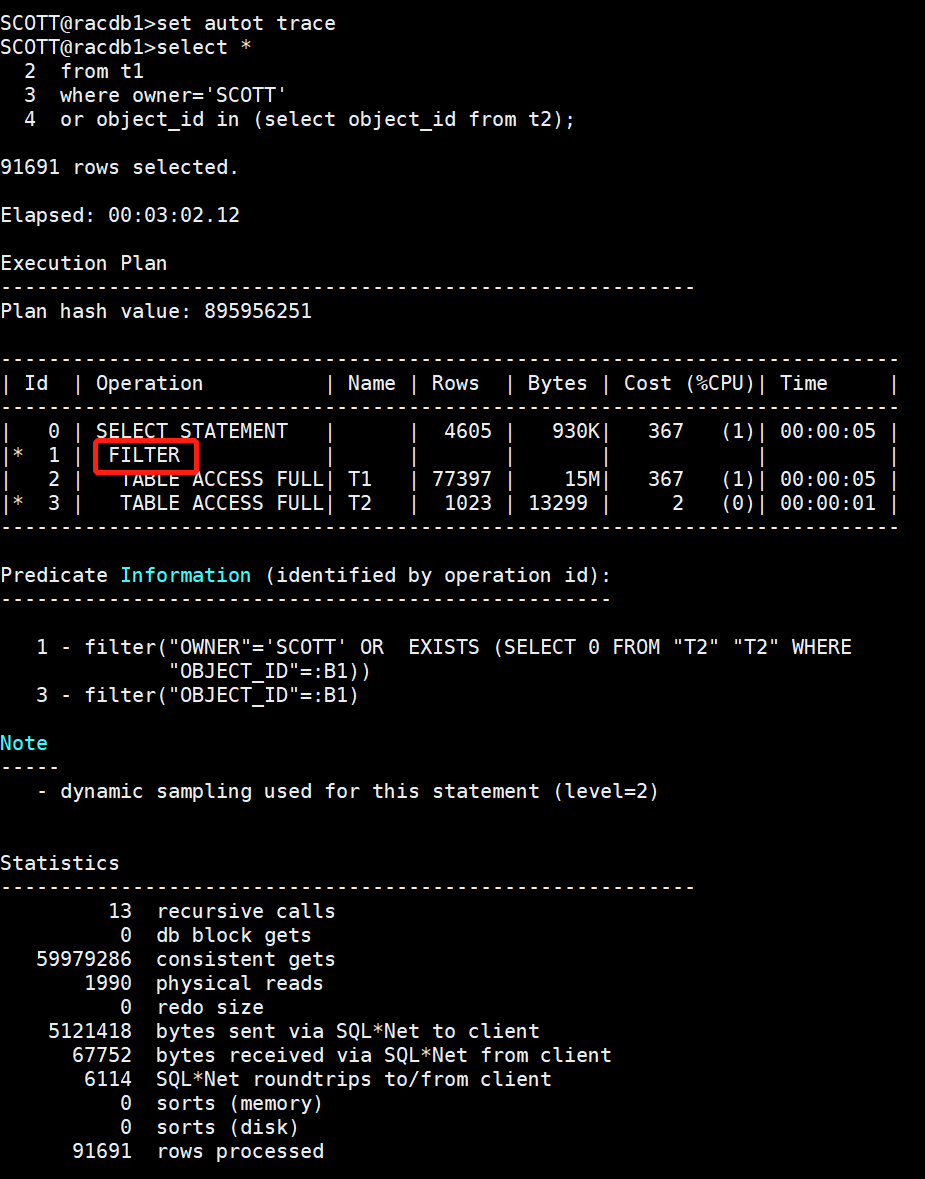 SCOTT@racdb1>set autot trace
SCOTT@racdb1>select *
  2  from t1
  3  where owner='SCOTT'
  4  or object_id in (select object_id from t2);

91691 rows selected.

Elapsed: 00:03:02.12

Execution Plan
----------------------------------------------------------
Plan hash value: 895956251

---------------------------------------------------------------------------
| Id  | Operation          | Name | Rows  | Bytes | Cost (%CPU)| Time     |
---------------------------------------------------------------------------
|   0 | SELECT STATEMENT   |      |  4605 |   930K|   367   (1)| 00:00:05 |
|*  1 |  FILTER            |      |       |       |            |          |
|   2 |   TABLE ACCESS FULL| T1   | 77397 |    15M|   367   (1)| 00:00:05 |
|*  3 |   TABLE ACCESS FULL| T2   |  1023 | 13299 |     2   (0)| 00:00:01 |
---------------------------------------------------------------------------

Predicate Information (identified by operation id):
---------------------------------------------------

   1 - filter("OWNER"='SCOTT' OR  EXISTS (SELECT 0 FROM "T2" "T2" WHERE
              "OBJECT_ID"=:B1))
   3 - filter("OBJECT_ID"=:B1)

Note
-----
   - dynamic sampling used for this statement (level=2)


Statistics
----------------------------------------------------------
         13  recursive calls
          0  db block gets
   59979286  consistent gets
       1990  physical reads
          0  redo size
    5121418  bytes sent via SQL*Net to client
      67752  bytes received via SQL*Net from client
       6114  SQL*Net roundtrips to/from client
          0  sorts (memory)
          0  sorts (disk)
      91691  rows processed